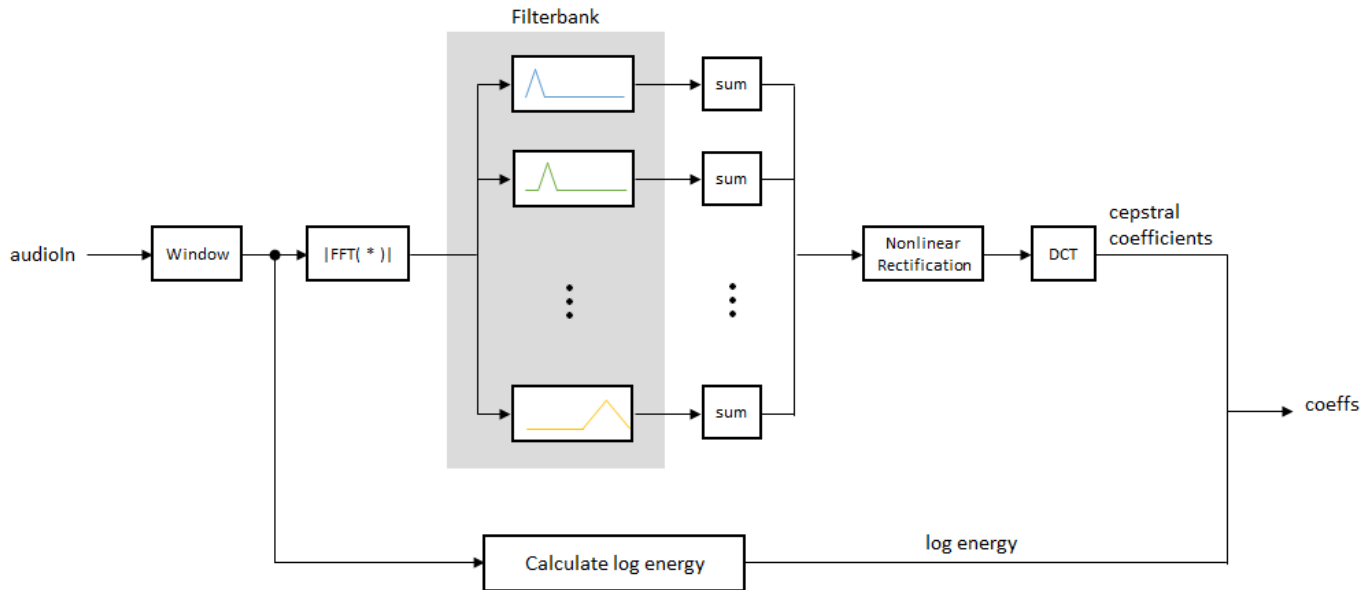 Filterbank
sum
sum
audioIn
Window
|FFT( * )|
Nonlinear
Rectification
DCT
cepstral
coefficients
sum
coeffs
Calculate log energy
log energy